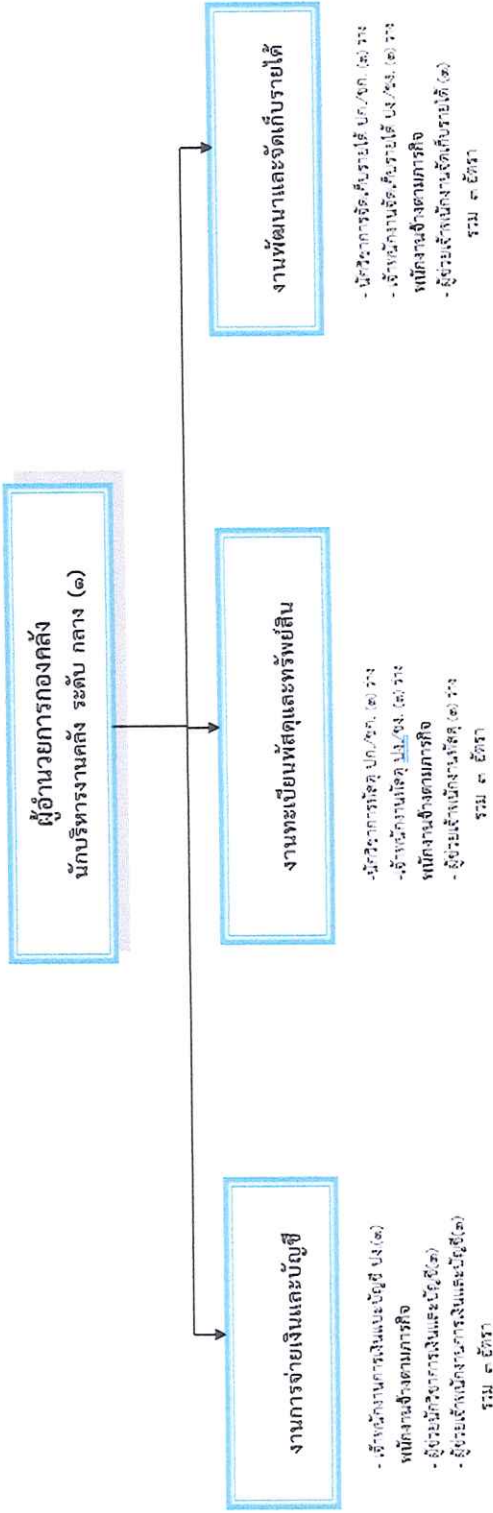 ผู้อำนวยการกองคลัง
นักบริหารงานคลัง ระดับ กลาง (๑)
งานการจ่ายเงินและบัญชี
- เจ้าพนักงานการเงินและบัญชี ปง.(๑)
พนักงานจ้างตามภารกิจ
- ผู้ช่วยนักวิชาการเงินและบัญชี(๑)
- ผู้ช่วยเจ้าพนักงานการเงินและบัญชี(๑)
รวม ๓ อัตรา
งานทะเบียนพัสดุและทรัพย์สิน
-นักวิชาการพัสดุ ปก./ชก. (๑) ว่าง
-เจ้าพนักงานพัสดุ ปง./ชง. (๑) ว่าง
พนักงานจ้างตามภารกิจ
- ผู้ช่วยเจ้าพนักงานพัสดุ (๑) ว่าง
รวม ๓ อัตรา
งานพัฒนาและจัดเก็บรายได้
- นักวิชาการจัดเก็บรายได้ ปก./ชก. (๑) ว่าง
- เจ้าพนักงานจัดเก็บรายได้ ปง./ชง. (๑) ว่าง
พนักงานจ้างตามภารกิจ
- ผู้ช่วยเจ้าพนักงานจัดเก็บรายได้ (๑)
รวม ๓ อัตรา